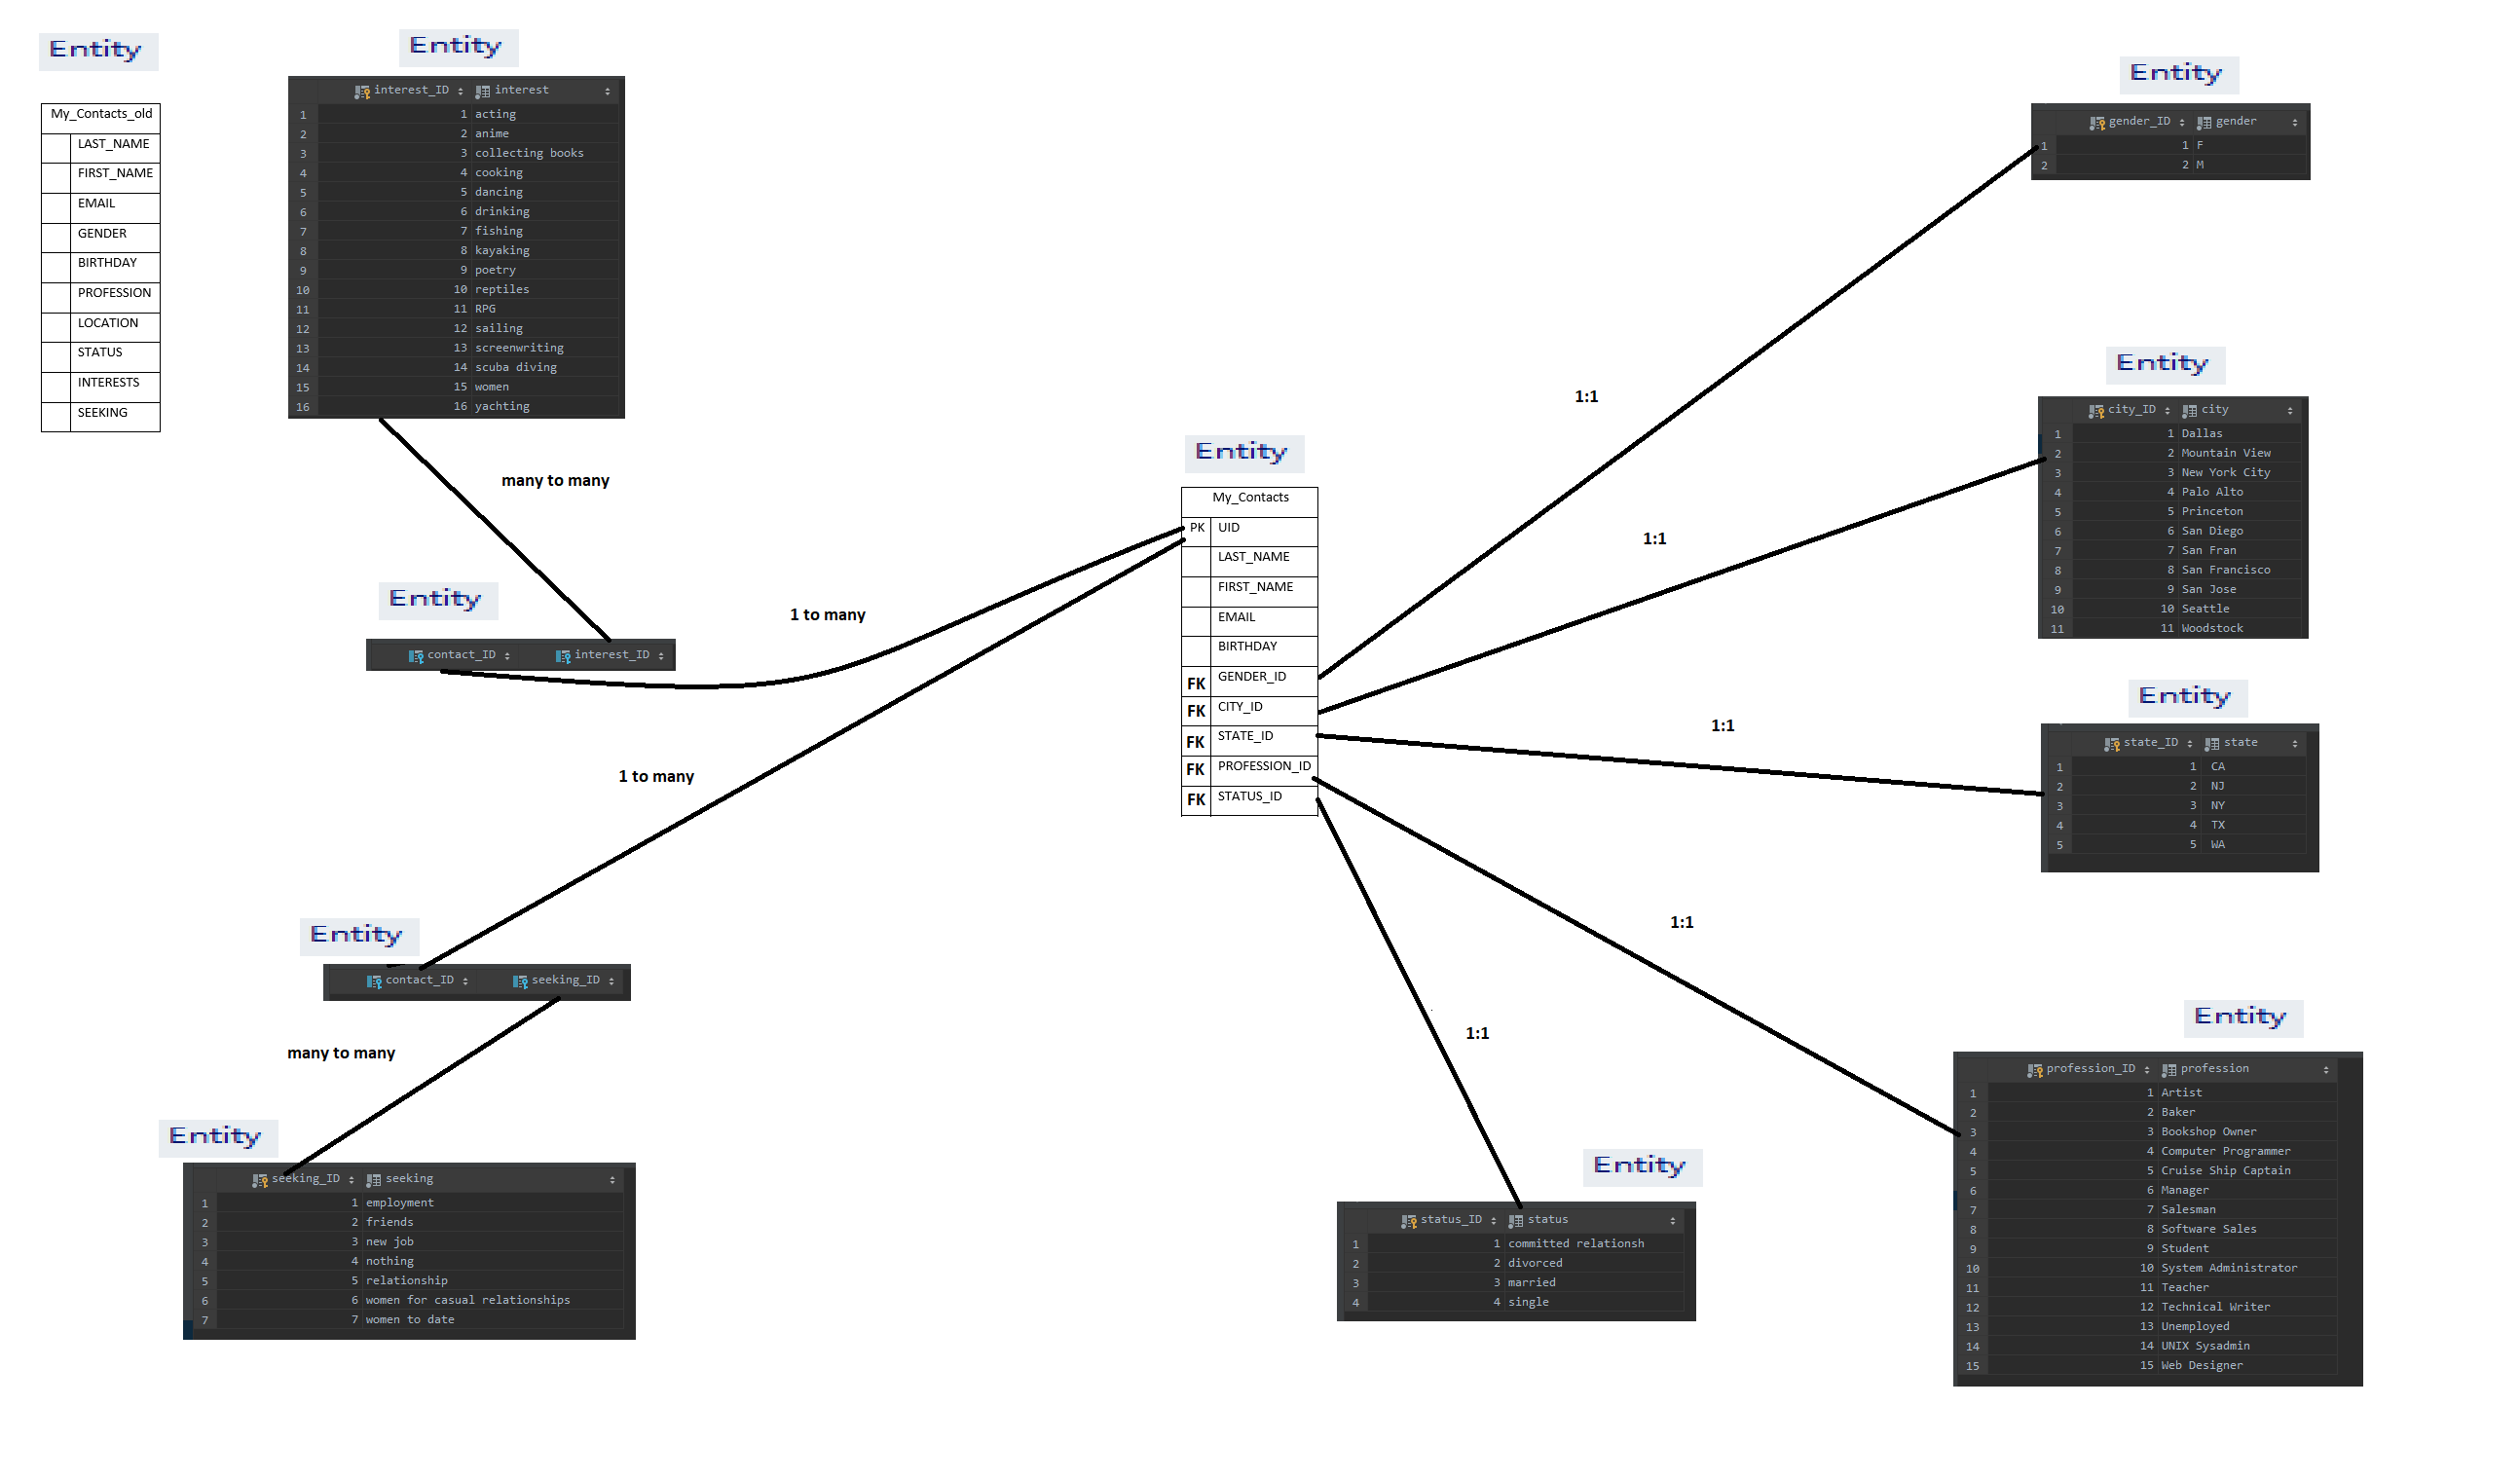 Entity
My_Contacts_old
LAST_NAME
FIRST_NAME
EMAIL
GENDER
BIRTHDAY
PROFESSION
LOCATION
STATUS
INTERESTS
SEEKING
Entity
interest_ID interest
1 1 acting
2 2 anime
3 3 collecting books
4 4 cooking
5 5 dancing
6 6 drinking
7 7 fishing
8 8 kayaking
9 9 poetry
10 10 reptiles
11 11 RPG
12 12 sailing
13 13 screenwriting
14 14 scuba diving
15 15 women
16 16 yachting
many to many
Entity
contact_ID interest_ID
1 to many
1 to many
Entity
contact_ID seeking_ID
many to many
Entity
seeking_ID seeking
1 1 employment
2 2 friends
3 3 new job
4 4 nothing
5 5 relationship
6 6 women for casual relationships
7 7 women to date
Entity
My_Contacts
PK UID
LAST_NAME
FIRST_NAME
EMAIL
BIRTHDAY
FK GENDER_ID
FK CITY_ID
FK STATE_ID
FK PROFESSION_ID
FK STATUS_ID
1:1
1:1
1:1
1:1
1:1
Entity
gender_ID gender
1 1 F
2 2 M
Entity
city_ID city
1 1 Dallas
2 2 Mountain View
3 3 New York City
4 4 Palo Alto
5 5 Princeton
6 6 San Diego
7 7 San Fran
8 8 San Francisco
9 9 San Jose
10 10 Seattle
11 11 Woodstock
Entity
state_ID state
1 1 CA
2 2 NJ
3 3 NY
4 4 TX
5 5 WA
Entity
profession_ID profession
1 1 Artist
2 2 Baker
3 3 Bookshop Owner
4 4 Computer Programmer
5 5 Cruise Ship Captain
6 6 Manager
7 7 Salesman
8 8 Software Sales
9 9 Student
10 10 System Administrator
11 11 Teacher
12 12 Technical Writer
13 13 Unemployed
14 14 UNIX Sysadmin
15 15 Web Designer
Entity
status_ID status
1 1 committed relationsh
2 2 divorced
3 3 married
4 4 single